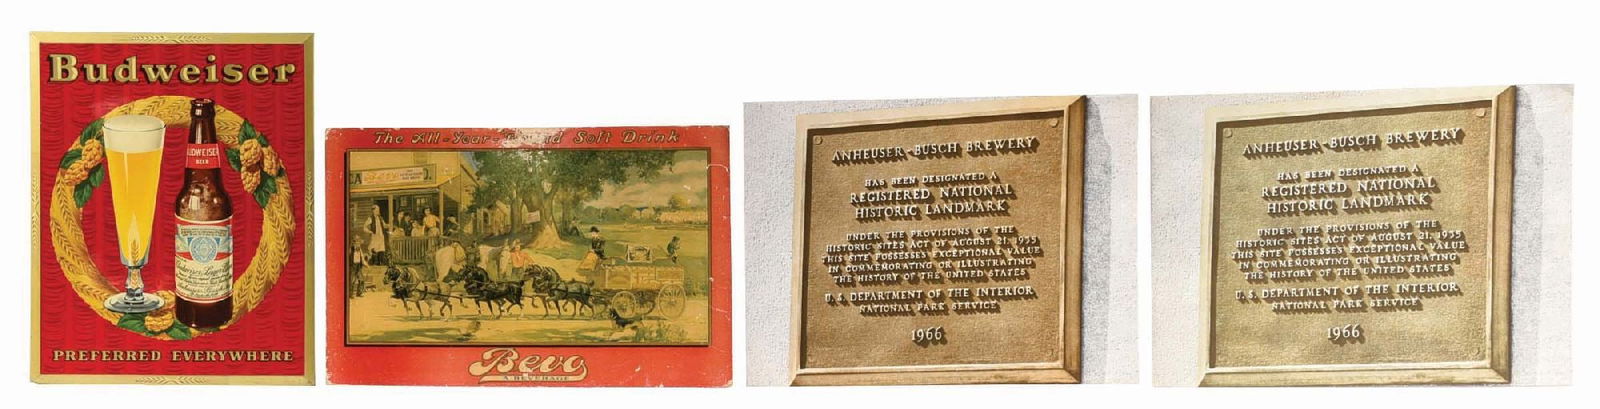 Budweiser
BUDWEISER
BEER
PREFERRED EVERYWHERE
The All-Year-Round Soft Drink
Bevo
A BEVERAGE
ANHEUSER-BUSCH BREWERY
HAS BEEN DESIGNATED A
REGISTERED NATIONAL
HISTORIC LANDMARK
UNDER THE PROVISIONS OF THE
HISTORIC SITES ACT OF AUGUST 21, 1935
THIS SITE POSSESSES EXCEPTIONAL VALUE
IN COMMEMORATING OR ILLUSTRATING
THE HISTORY OF THE UNITED STATES
U.S. DEPARTMENT OF THE INTERIOR
NATIONAL PARK SERVICE
1966
ANHEUSER-BUSCH BREWERY
HAS BEEN DESIGNATED A
REGISTERED NATIONAL
HISTORIC LANDMARK
UNDER THE PROVISIONS OF THE
HISTORIC SITES ACT OF AUGUST 21, 1935
THIS SITE POSSESSES EXCEPTIONAL VALUE
IN COMMEMORATING OR ILLUSTRATING
THE HISTORY OF THE UNITED STATES
U.S. DEPARTMENT OF THE INTERIOR
NATIONAL PARK SERVICE
1966